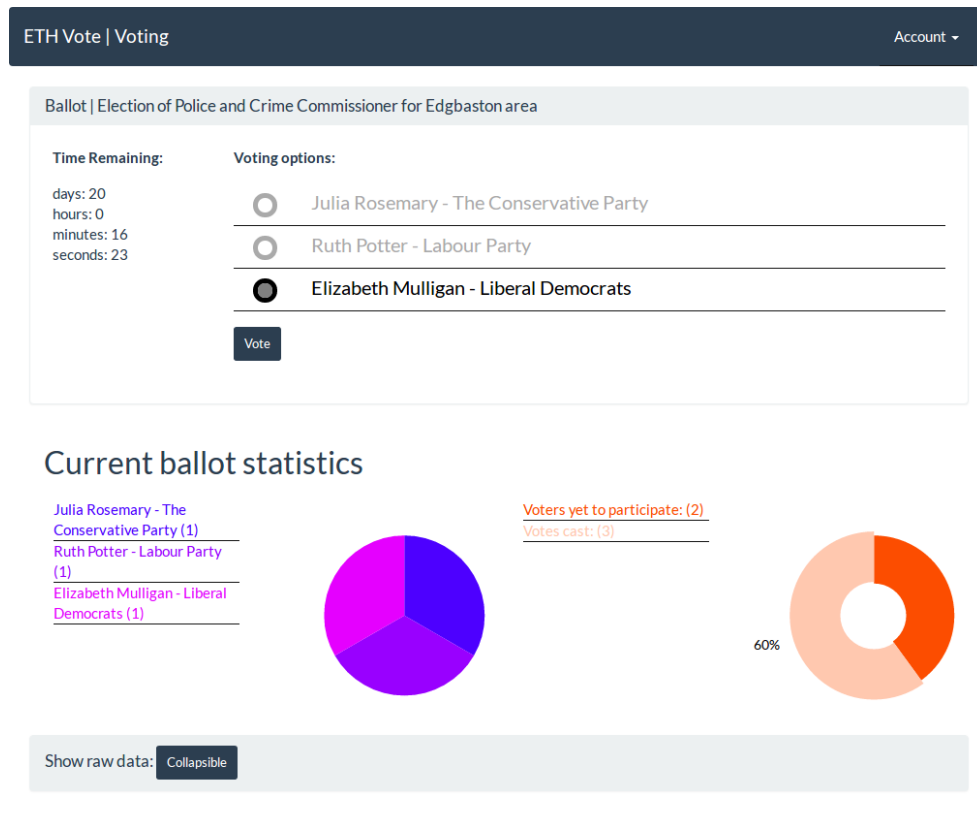 ETH Vote | Voting
Account
Ballot | Election of Police and Crime Commissioner for Edgbaston area
Time Remaining:
days: 20
hours: 0
minutes: 16
seconds: 23
Voting options:
Julia Rosemary - The Conservative Party
Ruth Potter - Labour Party
Elizabeth Mulligan - Liberal Democrats
Vote
Current ballot statistics
Julia Rosemary - The
Conservative Party (1)
Ruth Potter - Labour Party
(1)
Elizabeth Mulligan - Liberal
Democrats (1)
Voters yet to participate: (2)
Votes cast: (3)
60%
Show raw data:
Collapsible